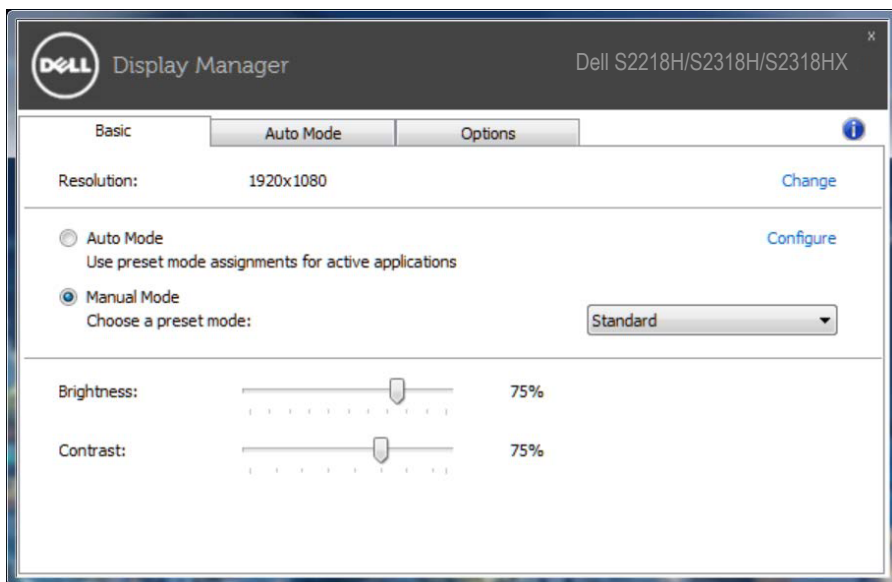 DELL Display Manager Dell S2218H/S2318H/S2318HX x
Basic Auto Mode Options i
Resolution: 1920x1080 Change
Auto Mode Configure
Use preset mode assignments for active applications
Manual Mode
Choose a preset mode: Standard
Brightness: 75%
Contrast: 75%